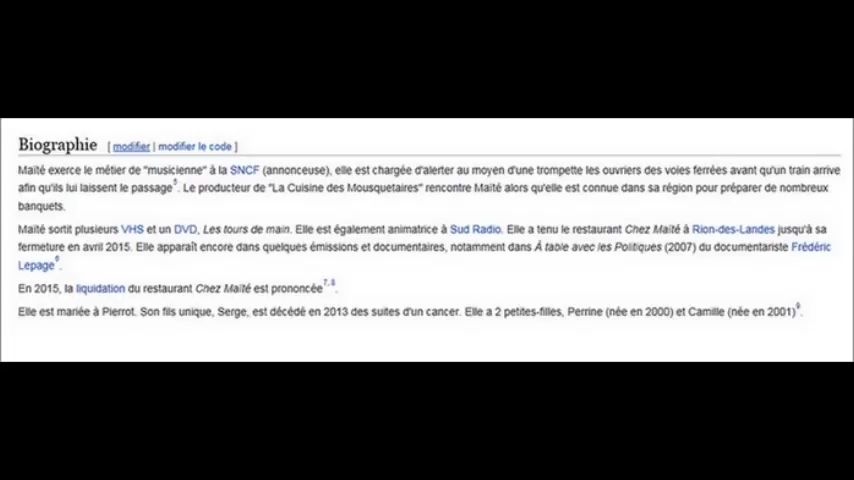 Biographie [ modifier | modifier le code ]
Maïté exerce le métier de "musicienne" à la SNCF (annonceuse), elle est chargée d'alerter au moyen d'une trompette les ouvriers des voies ferrées avant qu'un train arrive
afin qu'ils lui laissent le passage5. Le producteur de "La Cuisine des Mousquetaires" rencontre Maïté alors qu'elle est connue dans sa région pour préparer de nombreux
banquets.
Maïté sortit plusieurs VHS et un DVD, Les tours de main. Elle est également animatrice à Sud Radio. Elle a tenu le restaurant Chez Maïté à Rion-des-Landes jusqu'à sa
fermeture en avril 2015. Elle apparaît encore dans quelques émissions et documentaires, notamment dans À table avec les Politiques (2007) du documentariste Frédéric
Lepage6.
En 2015, la liquidation du restaurant Chez Maïté est prononcée7, 8.
Elle est mariée à Pierrot. Son fils unique, Serge, est décédé en 2013 des suites d'un cancer. Elle a 2 petites-filles, Perrine (née en 2000) et Camille (née en 2001)9.